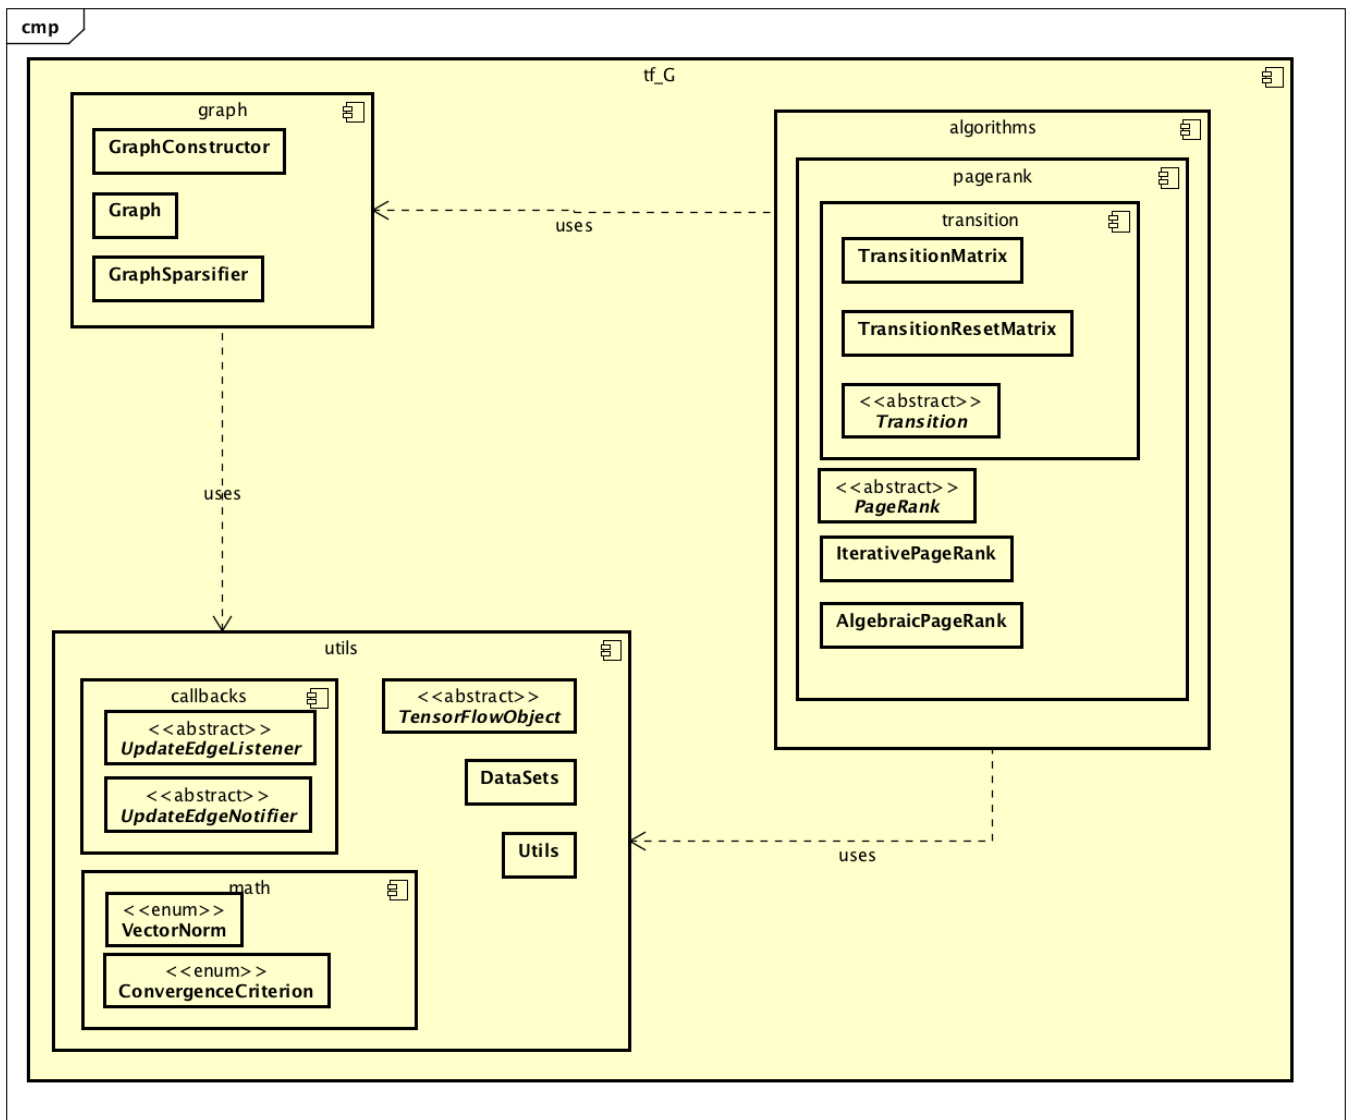 cmp
tf_G
graph
GraphConstructor
Graph
GraphSparsifier
uses
algorithms
pagerank
transition
TransitionMatrix
TransitionResetMatrix
<<abstract>>
Transition
<<abstract>>
PageRank
IterativePageRank
AlgebraicPageRank
uses
utils
callbacks
<<abstract>>
UpdateEdgeListener
<<abstract>>
UpdateEdgeNotifier
<<abstract>>
TensorFlowObject
DataSets
Utils
math
<<enum>>
VectorNorm
<<enum>>
ConvergenceCriterion
uses